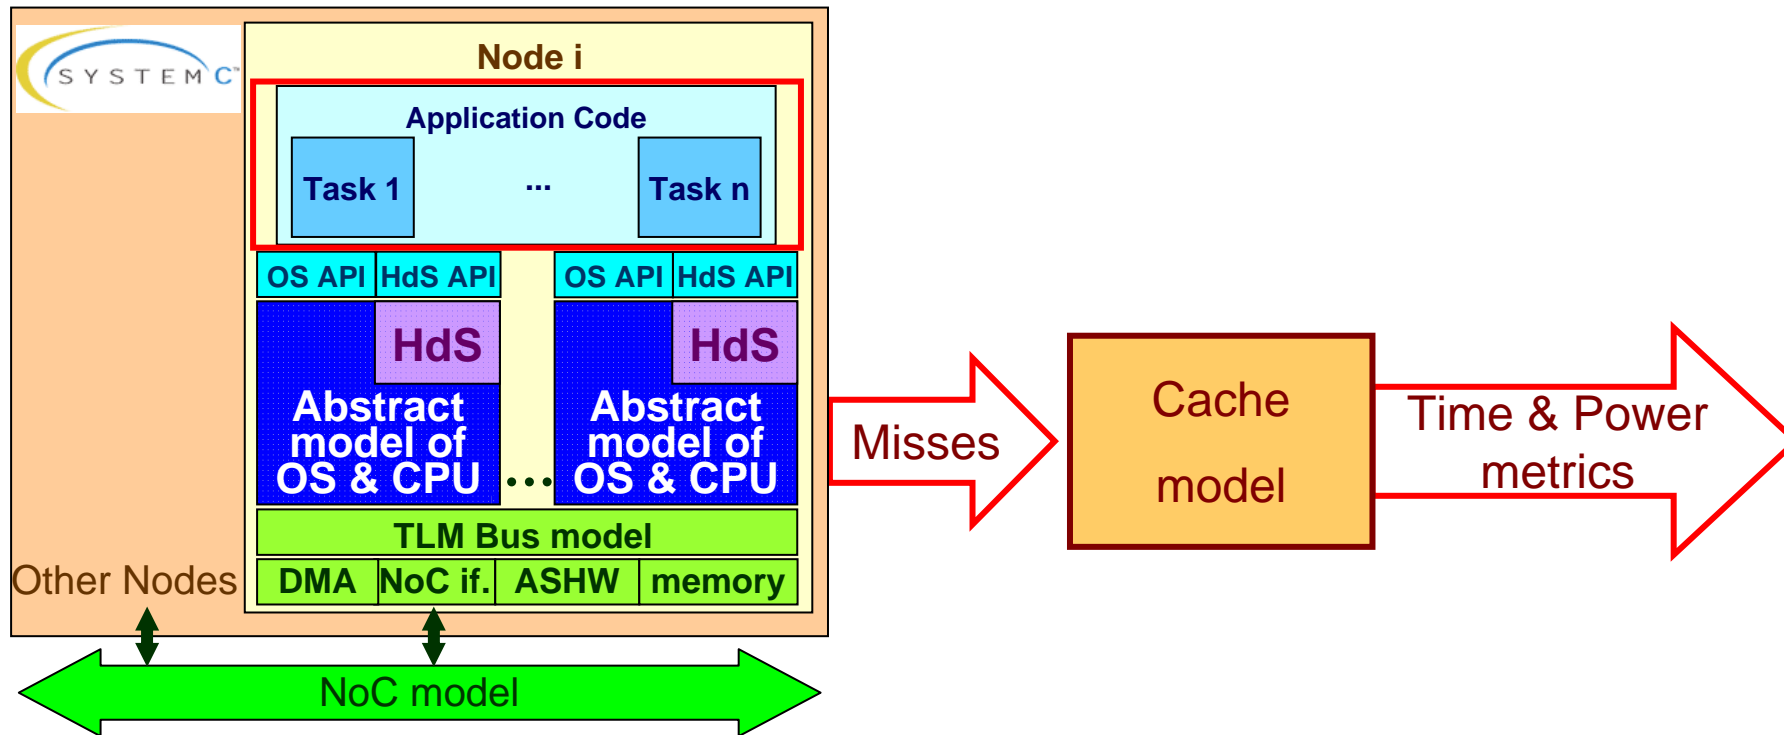 SYSTEM C™
Node i
Application Code
Task 1
...
Task n
OS API
HdS API
OS API
HdS API
HdS
HdS
Abstract
model of
OS & CPU
...
Abstract
model of
OS & CPU
TLM Bus model
DMA
NoC if.
ASHW
memory
Other Nodes
NoC model
Misses
Cache
model
Time & Power
metrics